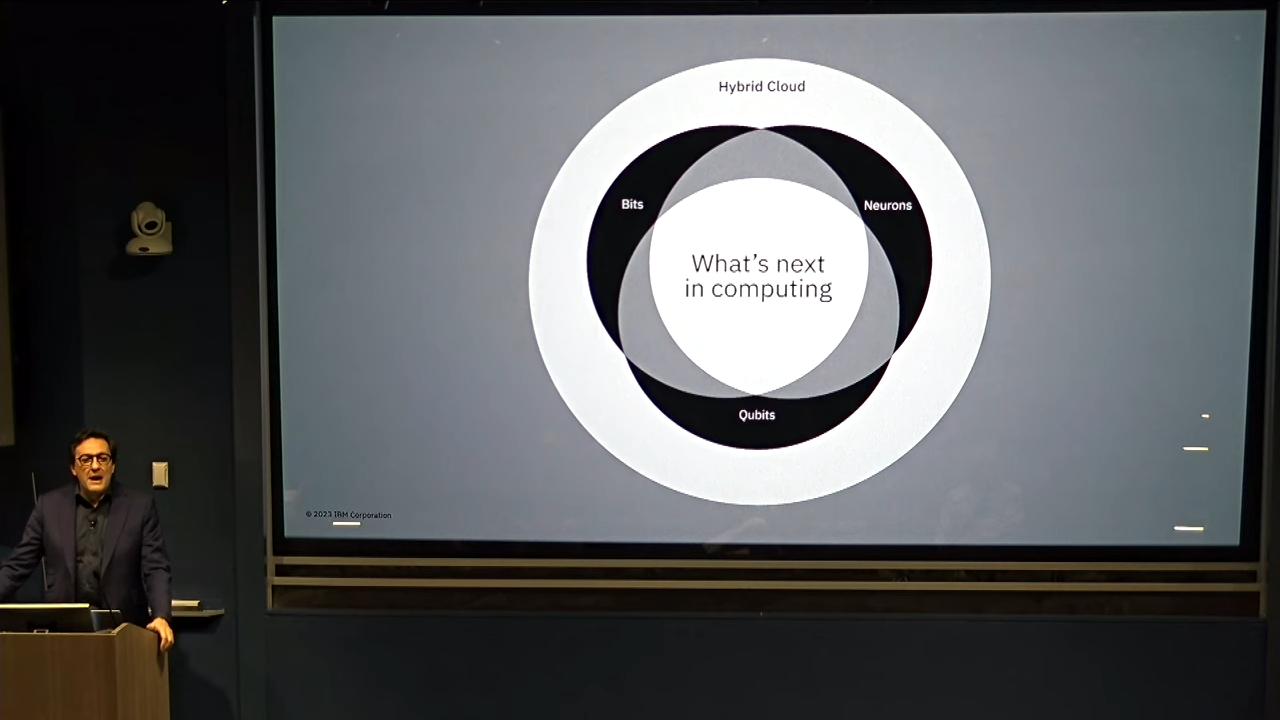 Hybrid Cloud
Bits
Neurons
What's next
in computing
Qubits
© 2023 IBM Corporation